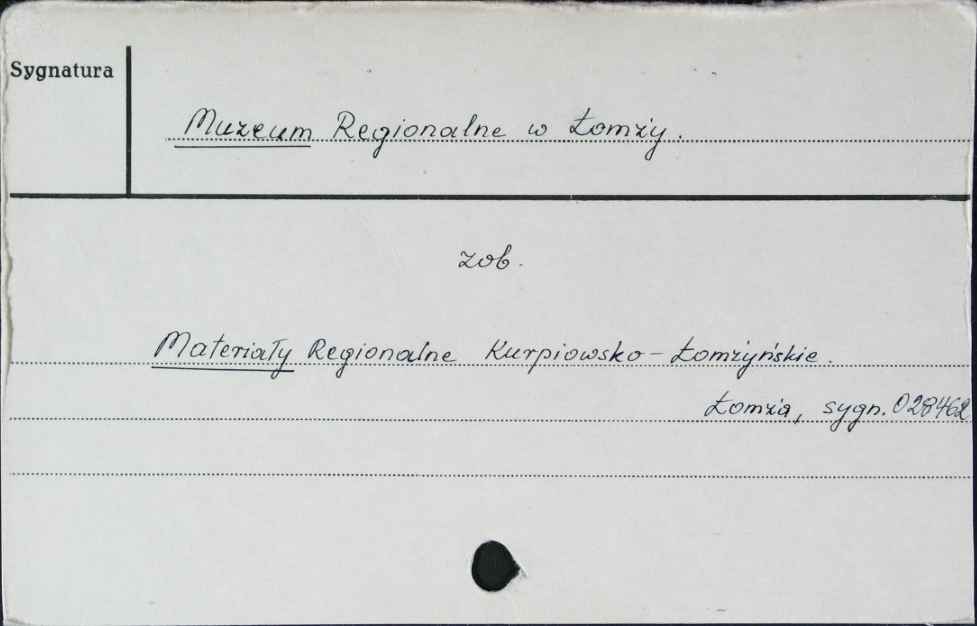 Sygnatura
Muzeum Regionalne w Łomży.
zob.
Materiały Regionalne Kurpiowsko-Łomżyńskie.
Łomża, sygn. 028462